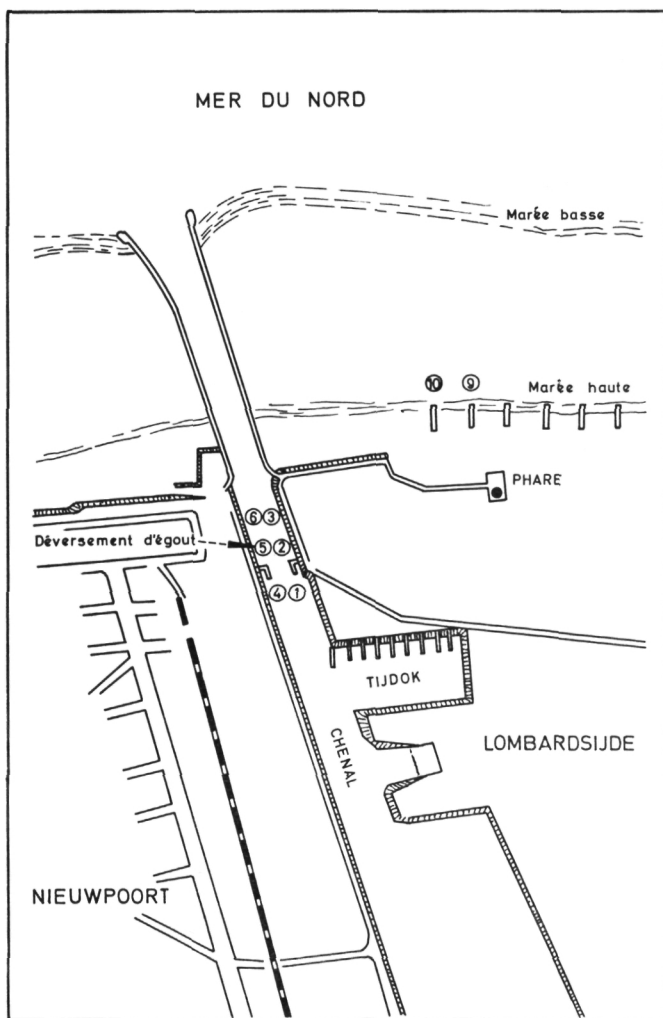 MER DU NORD
Marée basse
10 9
Marée haute
PHARE
6 3
Déversement d'égout
5 2
4 1
TIJDOK
CHENAL
LOMBARDSIJDE
NIEUWPOORT